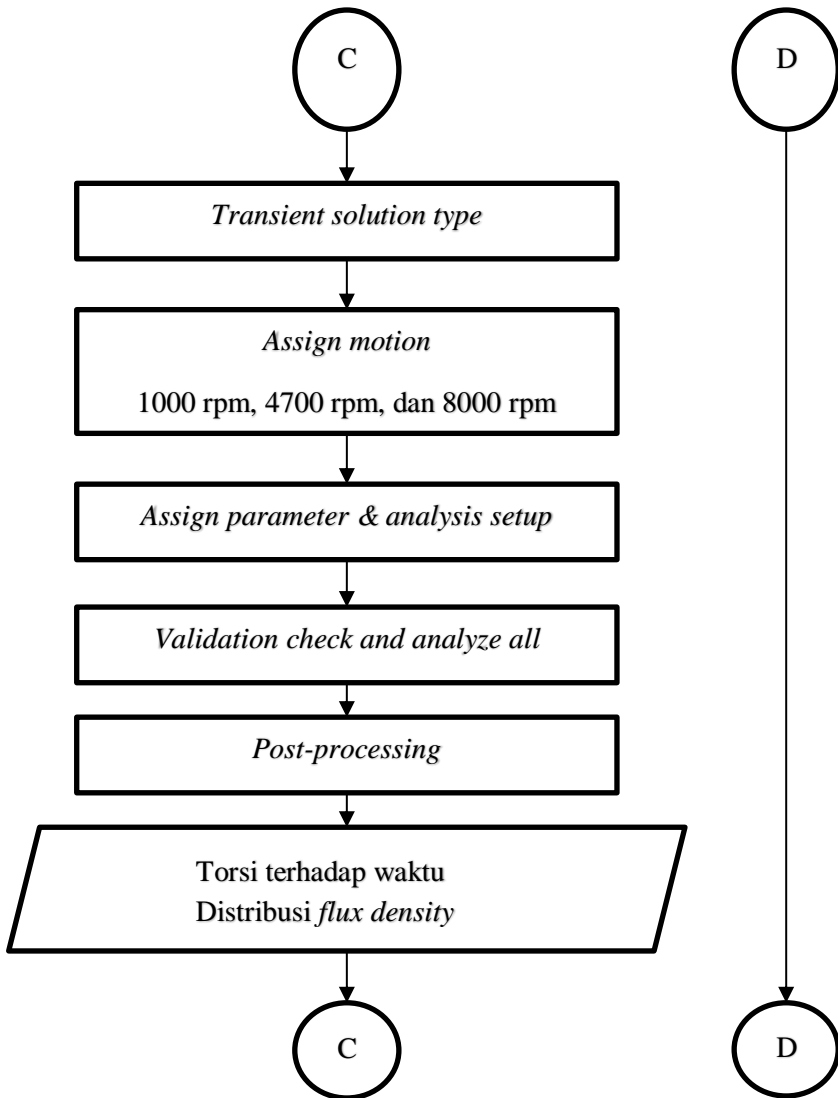 C
D
Transient solution type
Assign motion
1000 rpm, 4700 rpm, dan 8000 rpm
Assign parameter & analysis setup
Validation check and analyze all
Post-processing
Torsi terhadap waktu
Distribusi flux density
C
D